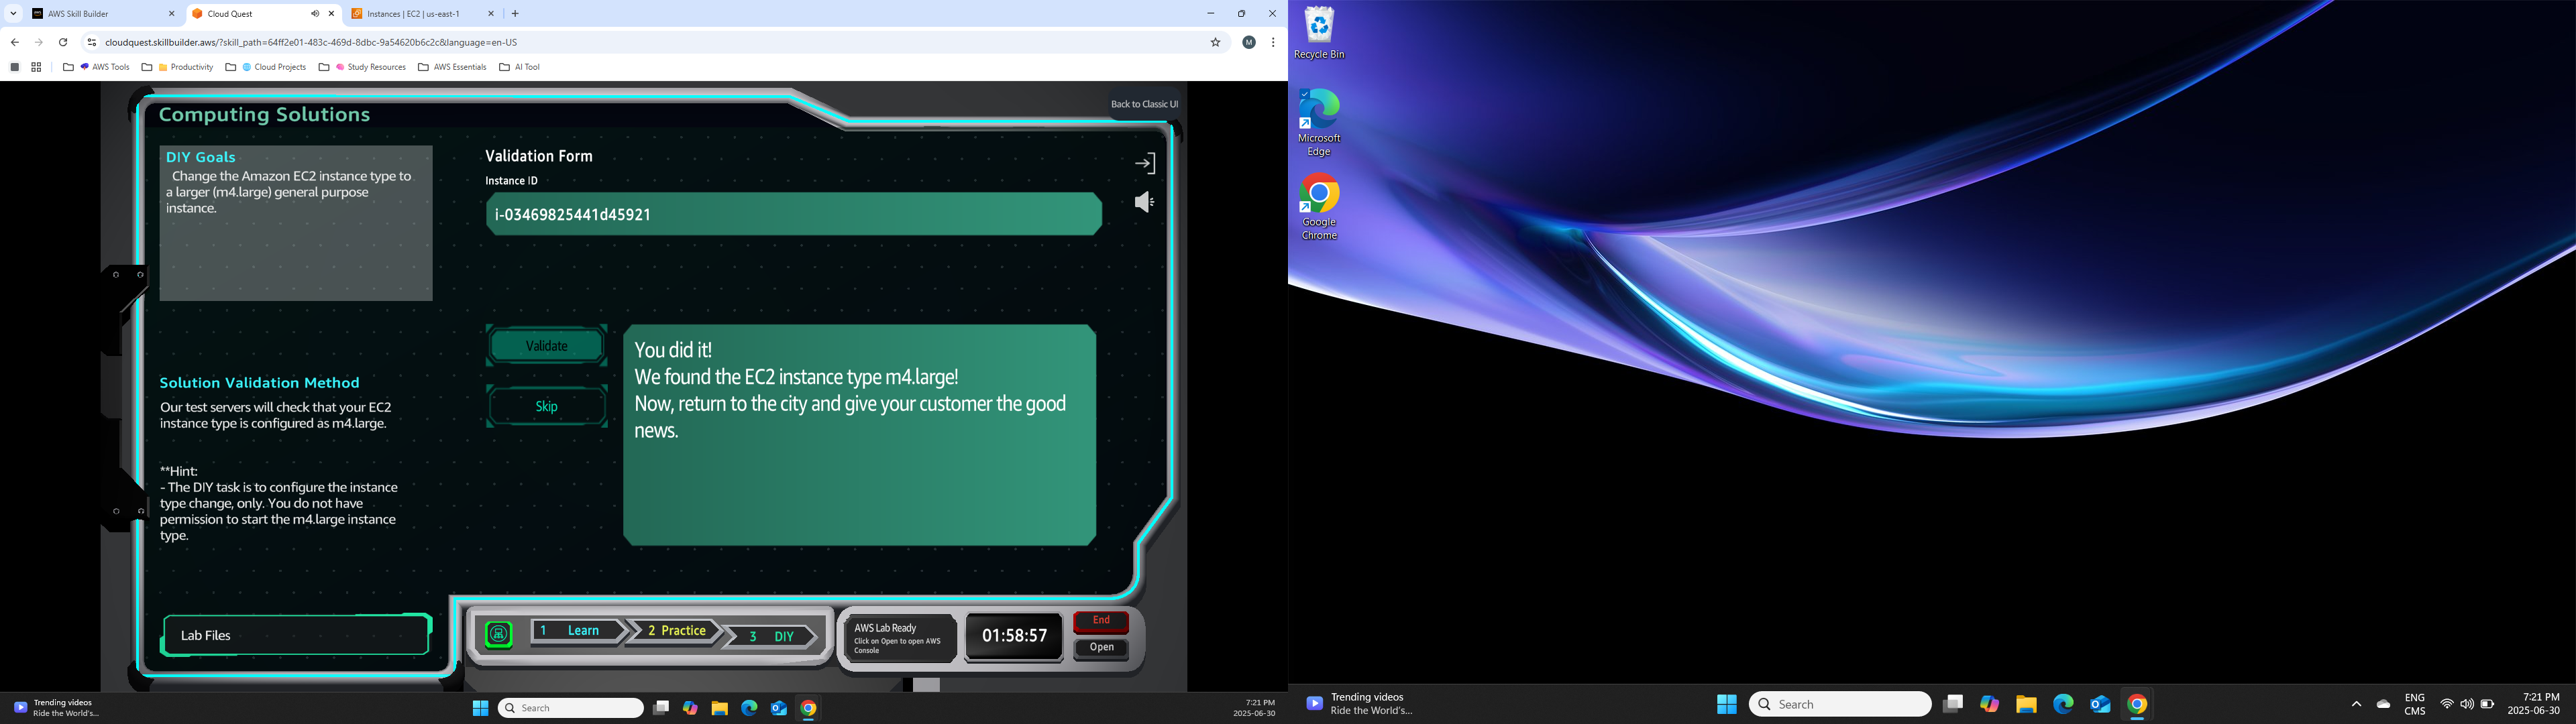 AWS Skill Builder
Cloud Quest
Instances | EC2 | us-east-1
cloudquest.skillbuilder.aws/?skill_path=64ff2e01-483c-469d-8dbc-9a54620b6c2c&language=en-US
M
AWS Tools
Productivity
Cloud Projects
Study Resources
AWS Essentials
AI Tool
Computing Solutions
Back to Classic UI
DIY Goals
Change the Amazon EC2 instance type to
a larger (m4.large) general purpose
instance.
Validation Form
Instance ID
i-03469825441d45921
Validate
Skip
You did it!
We found the EC2 instance type m4.large!
Now, return to the city and give your customer the good
news.
Solution Validation Method
Our test servers will check that your EC2
instance type is configured as m4.large.
**Hint:
- The DIY task is to configure the instance
type change, only. You do not have
permission to start the m4.large instance
type.
Lab Files
1 Learn
2 Practice
3 DIY
AWS Lab Ready
Click on Open to open AWS
Console
01:58:57
End
Open
Trending videos
Ride the World's...
Search
7:21 PM
2025-06-30
Recycle Bin
Microsoft
Edge
Google
Chrome
Trending videos
Ride the World's...
Search
ENG
CMS
7:21 PM
2025-06-30